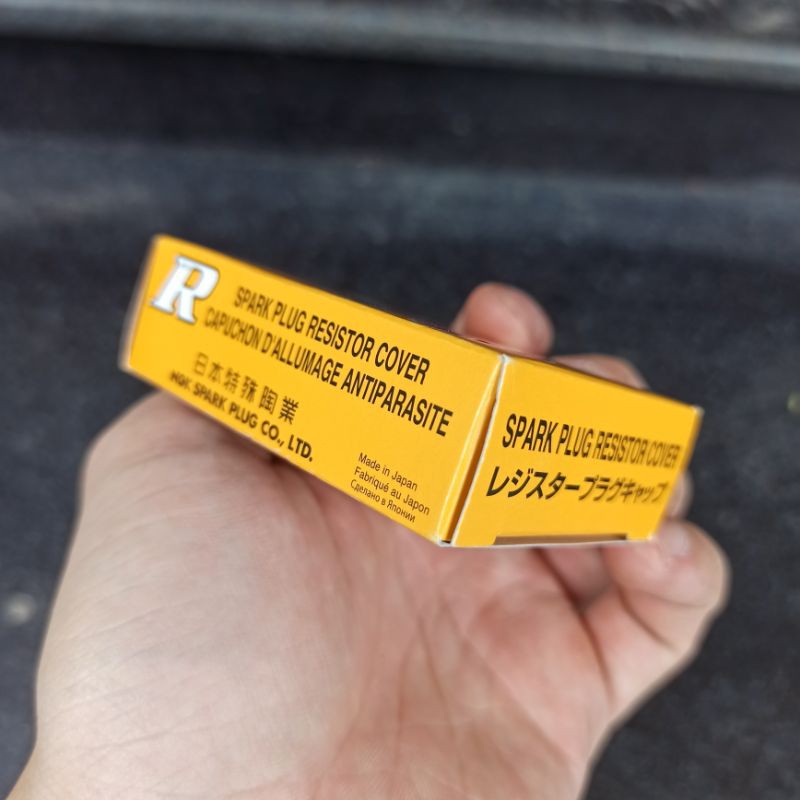 R
SPARK PLUG RESISTOR COVER
CAPUCHON D'ALLUMAGE ANTIPARASITE
日本特殊陶業
NGK SPARK PLUG CO., LTD.
Made in Japan
Fabriqué au Japon
Сделано в Японии
SPARK PLUG RESISTOR COVER
レジスタープラグキャップ